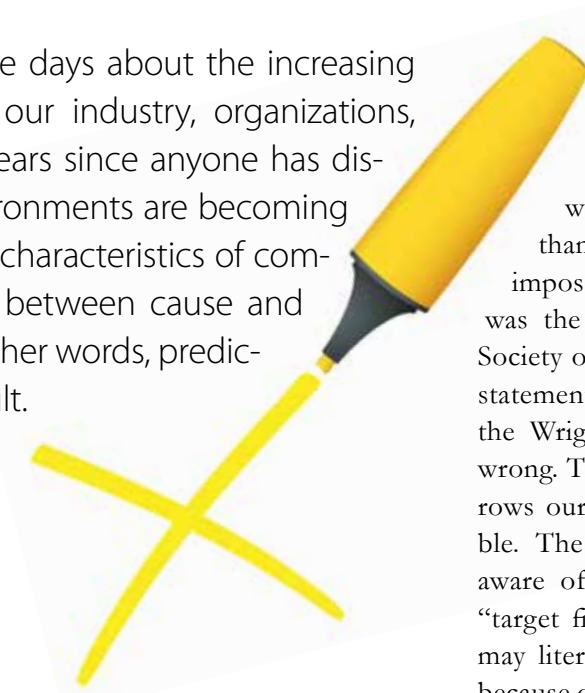 e days about the increasing
our industry, organizations,
ears since anyone has dis-
ronments are becoming
characteristics of com-
between cause and
her words, predic-
lt.
w
than
impos
was the
Society o
statement
the Wrig
wrong. T
rows our
ble. The
aware of
“target fi
may liter
because